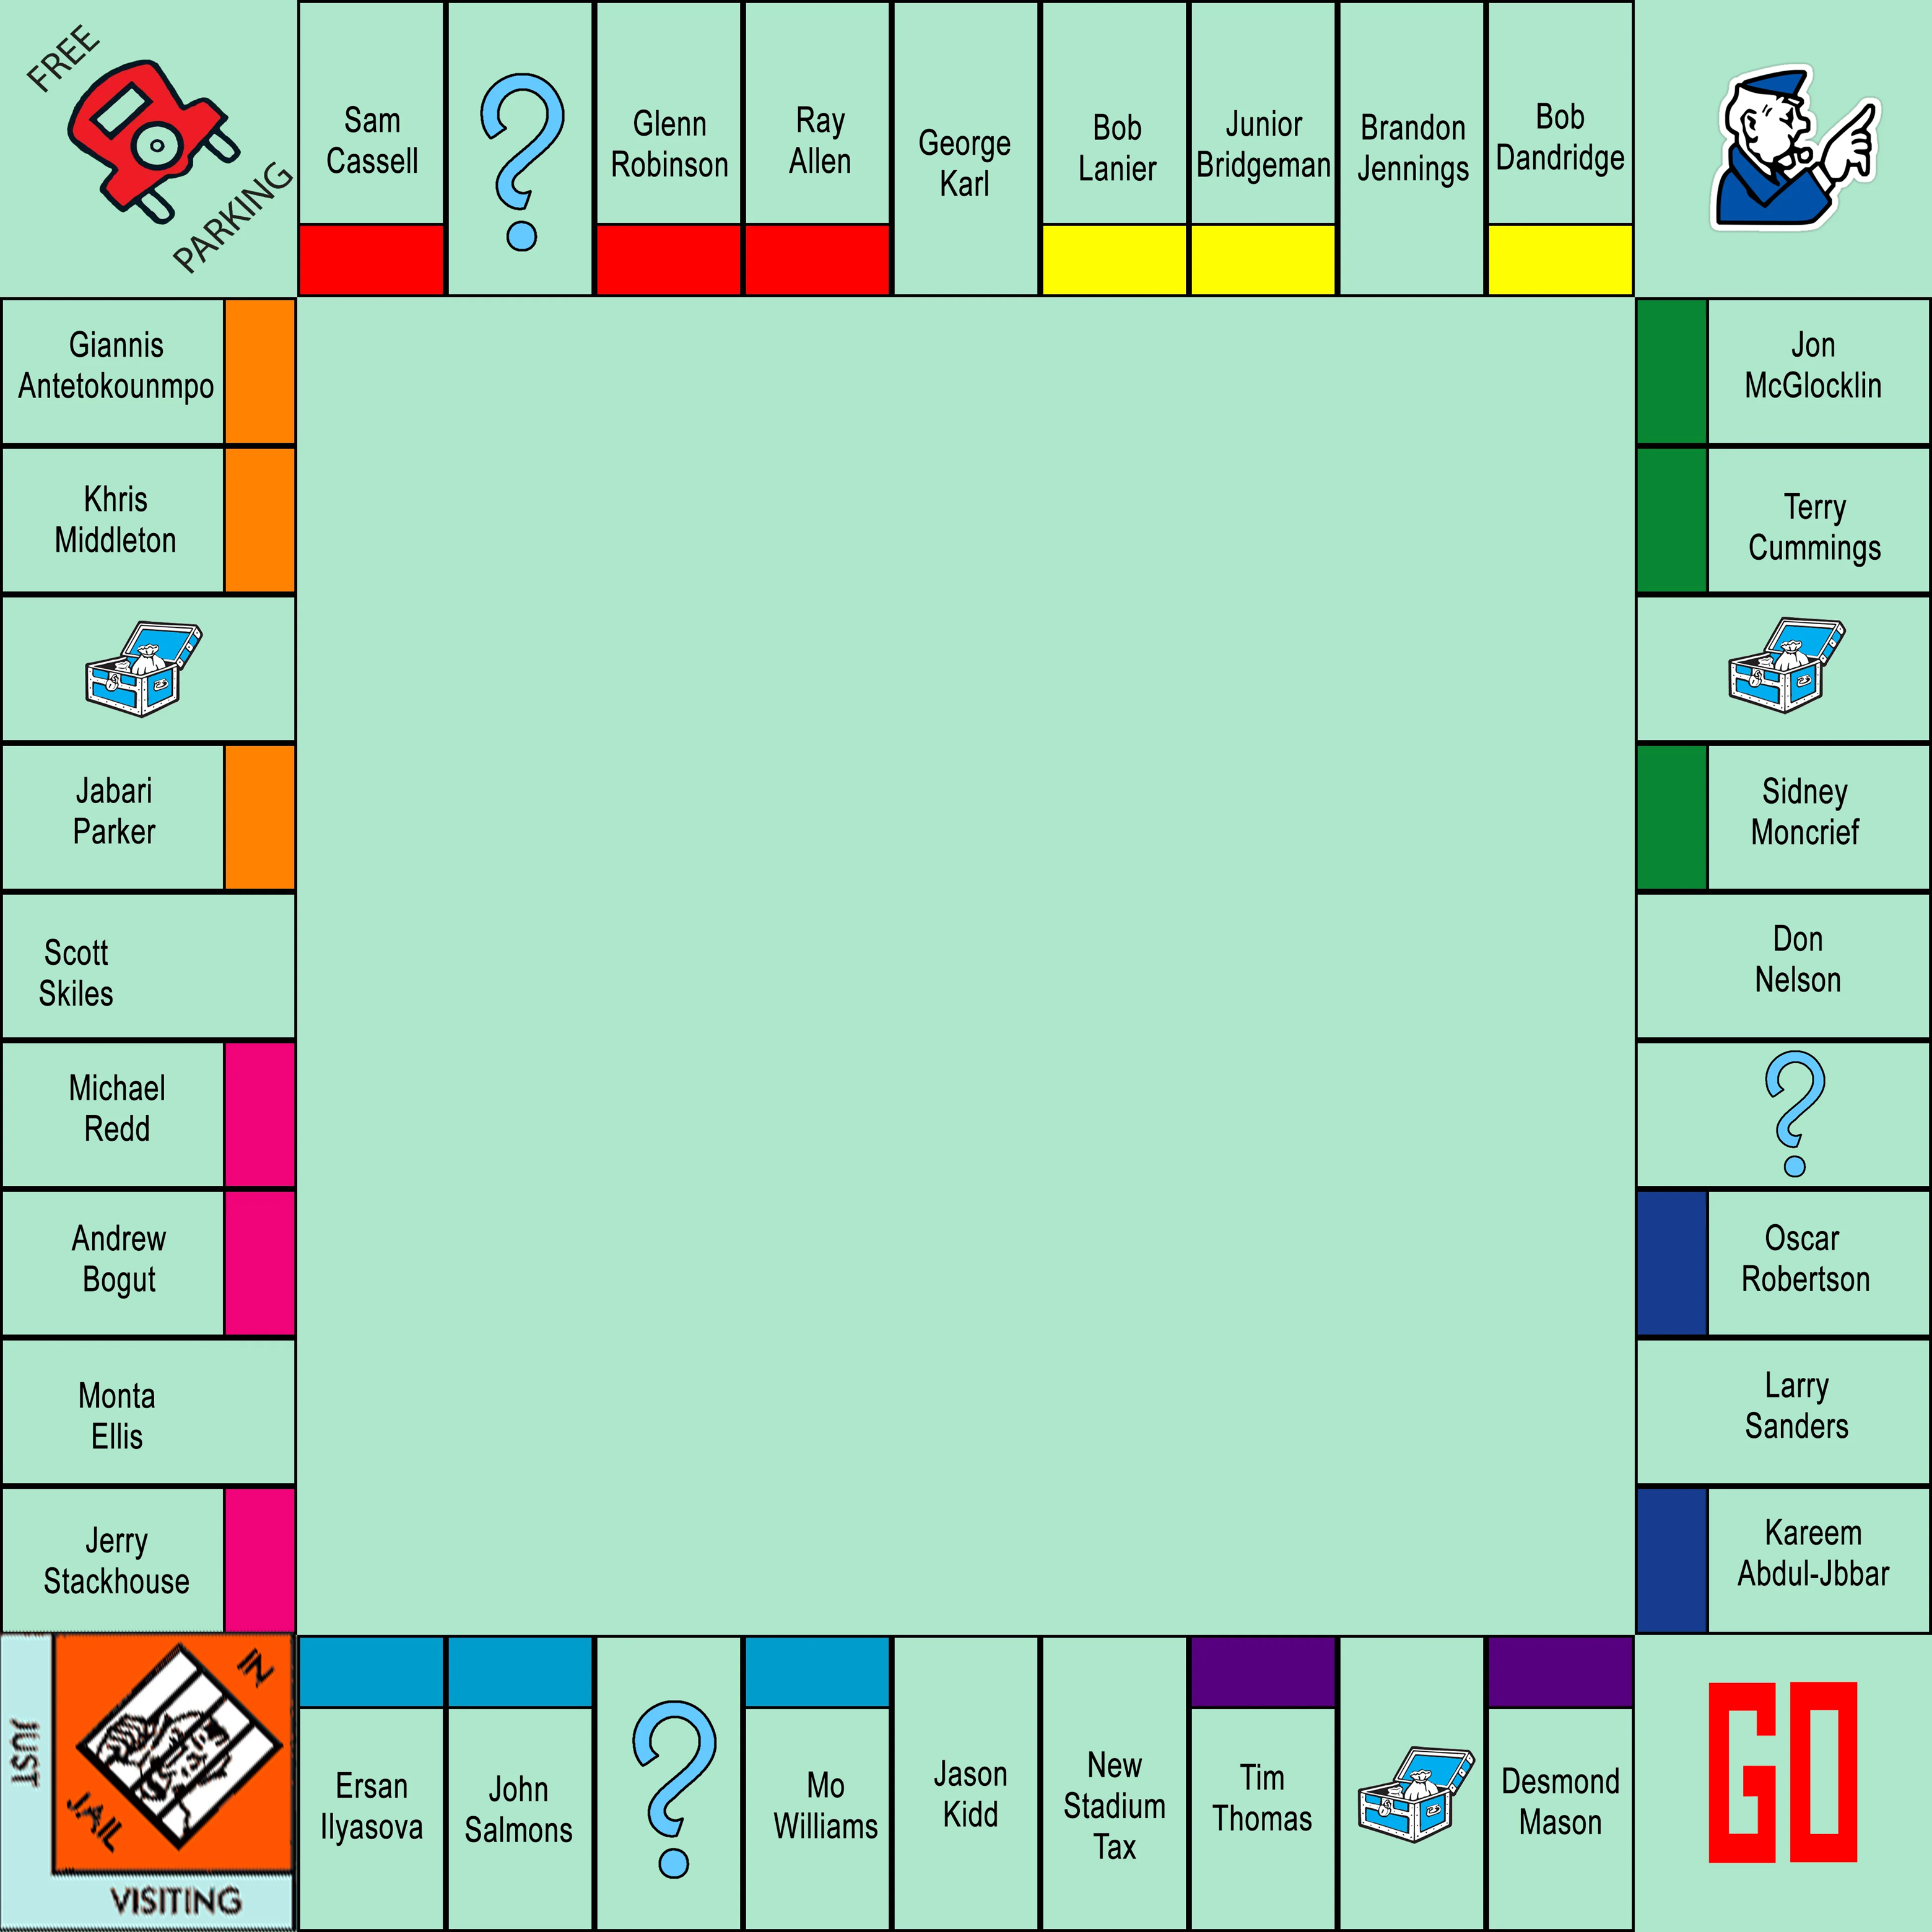 FREE
PARKING
Sam
Cassell
?
Glenn
Robinson
Ray
Allen
George
Karl
Bob
Lanier
Junior
Bridgeman
Brandon
Jennings
Bob
Dandridge
Giannis
Antetokounmpo
Khris
Middleton
Jabari
Parker
Scott
Skiles
Michael
Redd
Andrew
Bogut
Monta
Ellis
Jerry
Stackhouse
Jon
McGlocklin
Terry
Cummings
Sidney
Moncrief
Don
Nelson
?
Oscar
Robertson
Larry
Sanders
Kareem
Abdul-Jbbar
IN
JAIL
JUST
VISITING
Ersan
Ilyasova
John
Salmons
?
Mo
Williams
Jason
Kidd
New
Stadium
Tax
Tim
Thomas
Desmond
Mason
GO